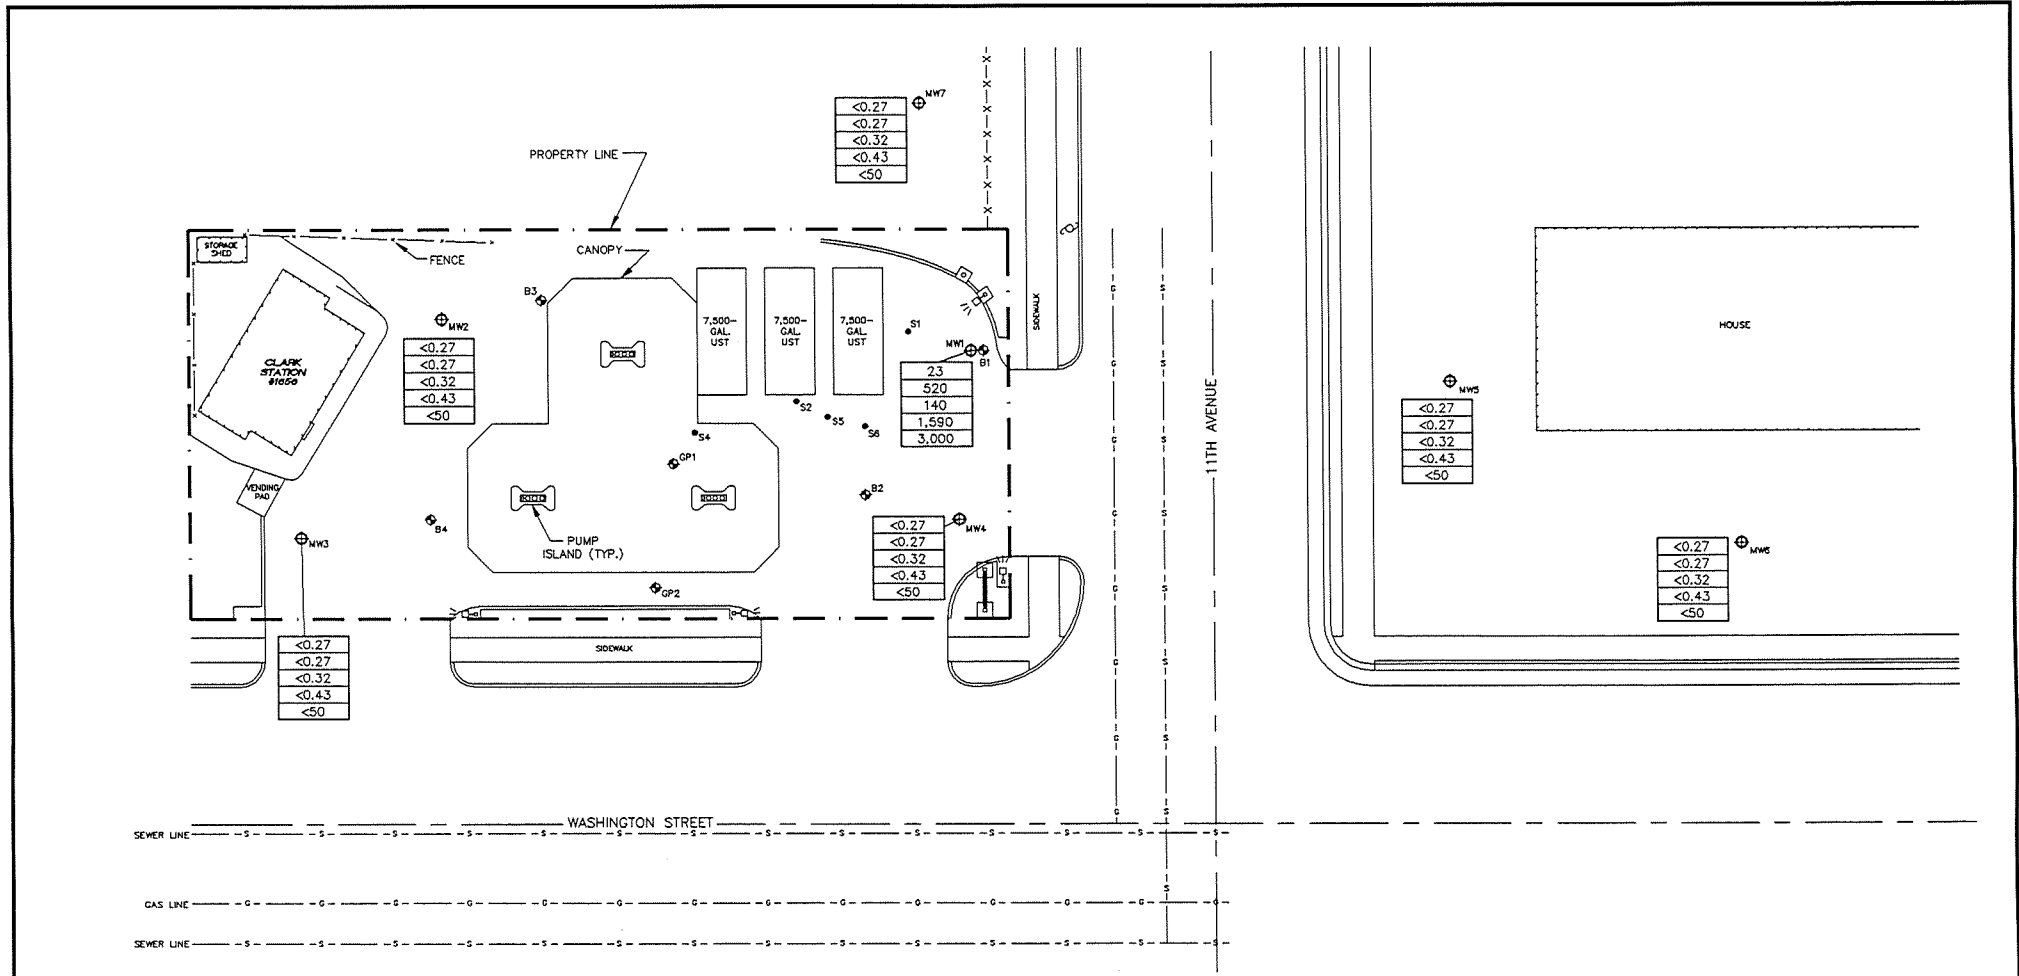 MW7
<0.27
<0.27
<0.32
<0.43
<50
PROPERTY LINE
STORAGE
SHED
FENCE
CANOPY
B3
MW2
<0.27
<0.27
<0.32
<0.43
<50
CLARK
STATION
#1656
7,500-
GAL.
UST
7,500-
GAL.
UST
7,500-
GAL.
UST
S1
MW1
B1
23
520
140
1,590
3,000
SIDEWALK
S2
S5
S6
S4
GP1
B2
VENDING
PAD
B4
PUMP
ISLAND (TYP.)
MW3
GP2
MW4
<0.27
<0.27
<0.32
<0.43
<50
<0.27
<0.27
<0.32
<0.43
<50
SIDEWALK
11TH AVENUE
HOUSE
MW5
<0.27
<0.27
<0.32
<0.43
<50
MW6
<0.27
<0.27
<0.32
<0.43
<50
WASHINGTON STREET
SEWER LINE
GAS LINE
SEWER LINE